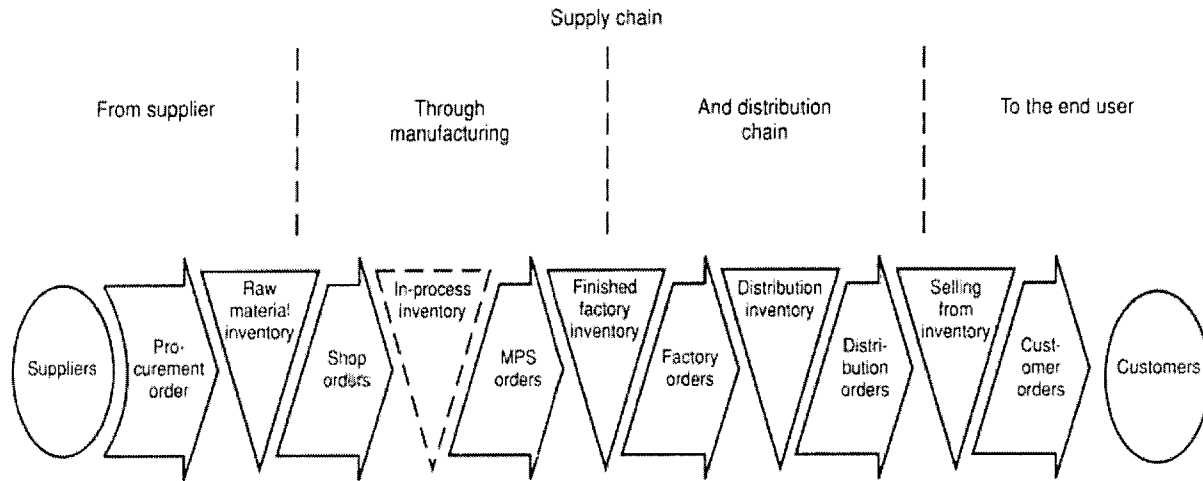 Supply chain
From supplier
Through
manufacturing
And distribution
chain
To the end user
Suppliers
Pro-
curement
order
Raw
material
inventory
Shop
orders
In-process
inventory
MPS
orders
Finished
factory
inventory
Factory
orders
Distribution
inventory
Distri-
bution
orders
Selling
from
inventory
Cust-
omer
orders
Customers